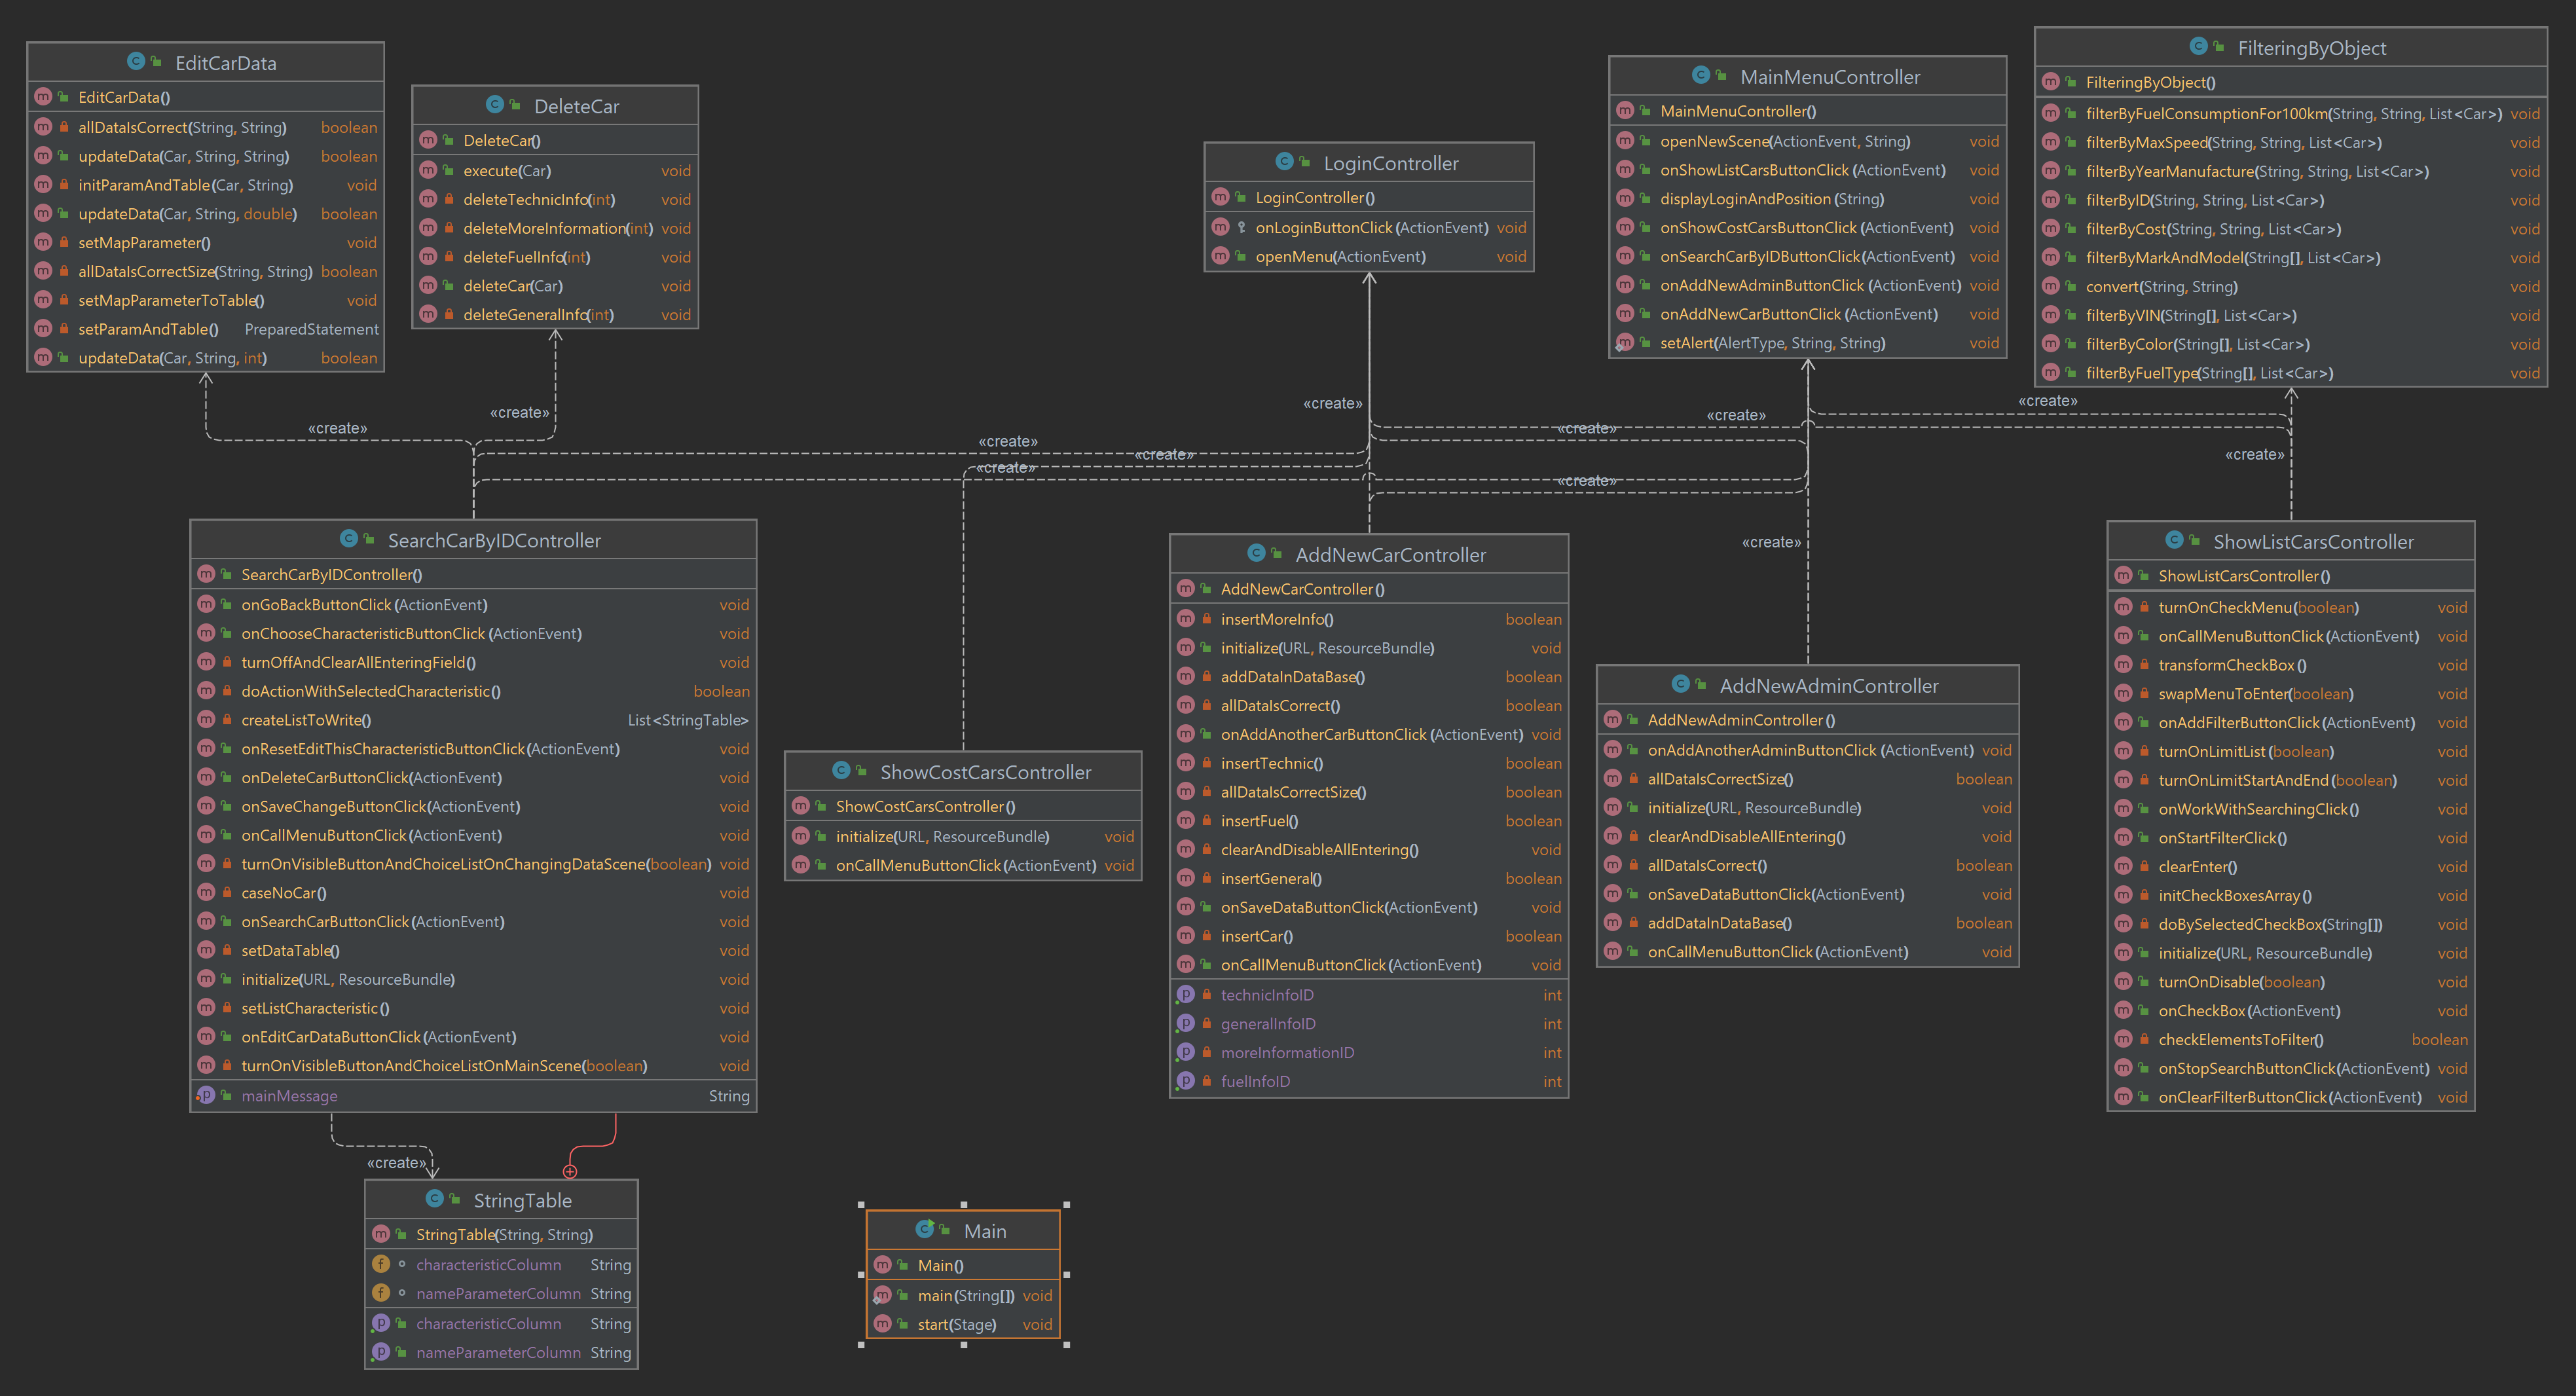 EditCarData
EditCarData()
allDataIsCorrect(String, String) boolean
updateData(Car, String, String) boolean
initParamAndTable(Car, String) void
updateData(Car, String, double) boolean
setMapParameter() void
allDataIsCorrectSize(String, String) boolean
setMapParameterToTable() void
setParamAndTable() PreparedStatement
updateData(Car, String, int) boolean
DeleteCar
DeleteCar()
execute(Car) void
deleteTechnicInfo(int) void
deleteMoreInformation(int) void
deleteFuelInfo(int) void
deleteCar(Car) void
deleteGeneralInfo(int) void
LoginController
LoginController()
onLoginButtonClick(ActionEvent) void
openMenu(ActionEvent) void
MainMenuController
MainMenuController()
openNewScene(ActionEvent, String) void
onShowListCarsButtonClick(ActionEvent) void
displayLoginAndPosition(String) void
onShowCostCarsButtonClick(ActionEvent) void
onSearchCarByIDButtonClick(ActionEvent) void
onAddNewAdminButtonClick(ActionEvent) void
onAddNewCarButtonClick(ActionEvent) void
setAlert(AlertType, String, String) void
FilteringByObject
FilteringByObject()
filterByFuelConsumptionFor100km(String, String, List<Car>) void
filterByMaxSpeed(String, String, List<Car>) void
filterByYearManufacture(String, String, List<Car>) void
filterByID(String, String, List<Car>) void
filterByCost(String, String, List<Car>) void
filterByMarkAndModel(String[], List<Car>) void
convert(String, String) void
filterByVIN(String[], List<Car>) void
filterByColor(String[], List<Car>) void
filterByFuelType(String[], List<Car>) void
«create»
«create»
«create»
«create»
«create»
«create»
«create»
«create»
«create»
«create»
«create»
«create»
«create»
SearchCarByIDController
SearchCarByIDController()
onGoBackButtonClick(ActionEvent) void
onChooseCharacteristicButtonClick(ActionEvent) void
turnOffAndClearAllEnteringField() void
doActionWithSelectedCharacteristic() boolean
createListToWrite() List<StringTable>
onResetEditThisCharacteristicButtonClick(ActionEvent) void
onDeleteCarButtonClick(ActionEvent) void
onSaveChangeButtonClick(ActionEvent) void
onCallMenuButtonClick(ActionEvent) void
turnOnVisibleButtonAndChoiceListOnChangingDataScene(boolean) void
caseNoCar() void
onSearchCarButtonClick(ActionEvent) void
setDataTable() void
initialize(URL, ResourceBundle) void
setListCharacteristic() void
onEditCarDataButtonClick(ActionEvent) void
turnOnVisibleButtonAndChoiceListOnMainScene(boolean) void
mainMessage String
ShowCostCarsController
ShowCostCarsController()
initialize(URL, ResourceBundle) void
onCallMenuButtonClick(ActionEvent) void
AddNewCarController
AddNewCarController()
insertMoreInfo() boolean
initialize(URL, ResourceBundle) void
addDataInDataBase() boolean
allDataIsCorrect() boolean
onAddAnotherCarButtonClick(ActionEvent) void
insertTechnic() boolean
allDataIsCorrectSize() boolean
insertFuel() boolean
clearAndDisableAllEntering() void
insertGeneral() boolean
onSaveDataButtonClick(ActionEvent) void
insertCar() boolean
onCallMenuButtonClick(ActionEvent) void
technicInfoID int
generalInfoID int
moreInformationID int
fuelInfoID int
AddNewAdminController
AddNewAdminController()
onAddAnotherAdminButtonClick(ActionEvent) void
allDataIsCorrectSize() boolean
initialize(URL, ResourceBundle) void
clearAndDisableAllEntering() void
allDataIsCorrect() boolean
onSaveDataButtonClick(ActionEvent) void
addDataInDataBase() boolean
onCallMenuButtonClick(ActionEvent) void
ShowListCarsController
ShowListCarsController()
turnOnCheckMenu(boolean) void
onCallMenuButtonClick(ActionEvent) void
transformCheckBox() void
swapMenuToEnter(boolean) void
onAddFilterButtonClick(ActionEvent) void
turnOnLimitList(boolean) void
turnOnLimitStartAndEnd(boolean) void
onWorkWithSearchingClick() void
onStartFilterClick() void
clearEnter() void
initCheckBoxesArray() void
doBySelectedCheckBox(String[]) void
initialize(URL, ResourceBundle) void
turnOnDisable(boolean) void
onCheckBox(ActionEvent) void
checkElementsToFilter() boolean
onStopSearchButtonClick(ActionEvent) void
onClearFilterButtonClick(ActionEvent) void
«create»
StringTable
StringTable(String, String)
characteristicColumn String
nameParameterColumn String
characteristicColumn String
nameParameterColumn String
Main
Main()
main(String[]) void
start(Stage) void